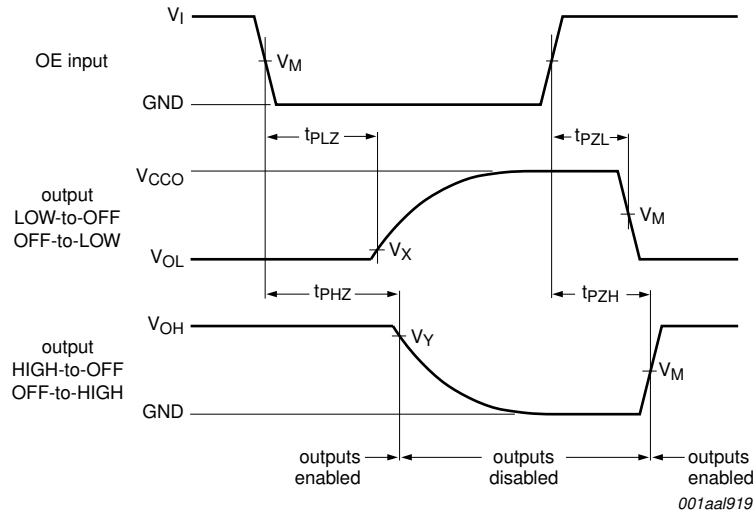 VI
OE input
VM
GND
tPLZ
tPZL
VCCO
output
LOW-to-OFF
OFF-to-LOW
VM
VX
VOL
tPHZ
tPZH
VOH
VY
output
HIGH-to-OFF
OFF-to-HIGH
VM
GND
outputs
enabled
outputs
disabled
outputs
enabled
001aal919